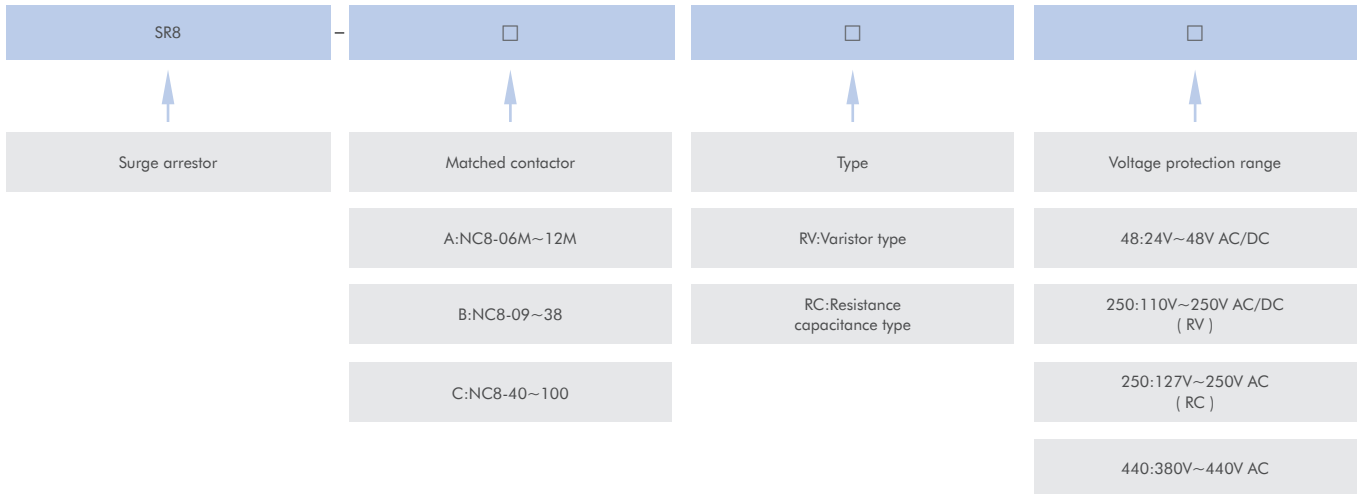 SR8 – □ □ □
Surge arrestor
Matched contactor
Type
Voltage protection range
A:NC8-06M~12M
RV:Varistor type
48:24V~48V AC/DC
B:NC8-09~38
RC:Resistance
capacitance type
250:110V~250V AC/DC
( RV )
C:NC8-40~100
250:127V~250V AC
( RC )
440:380V~440V AC